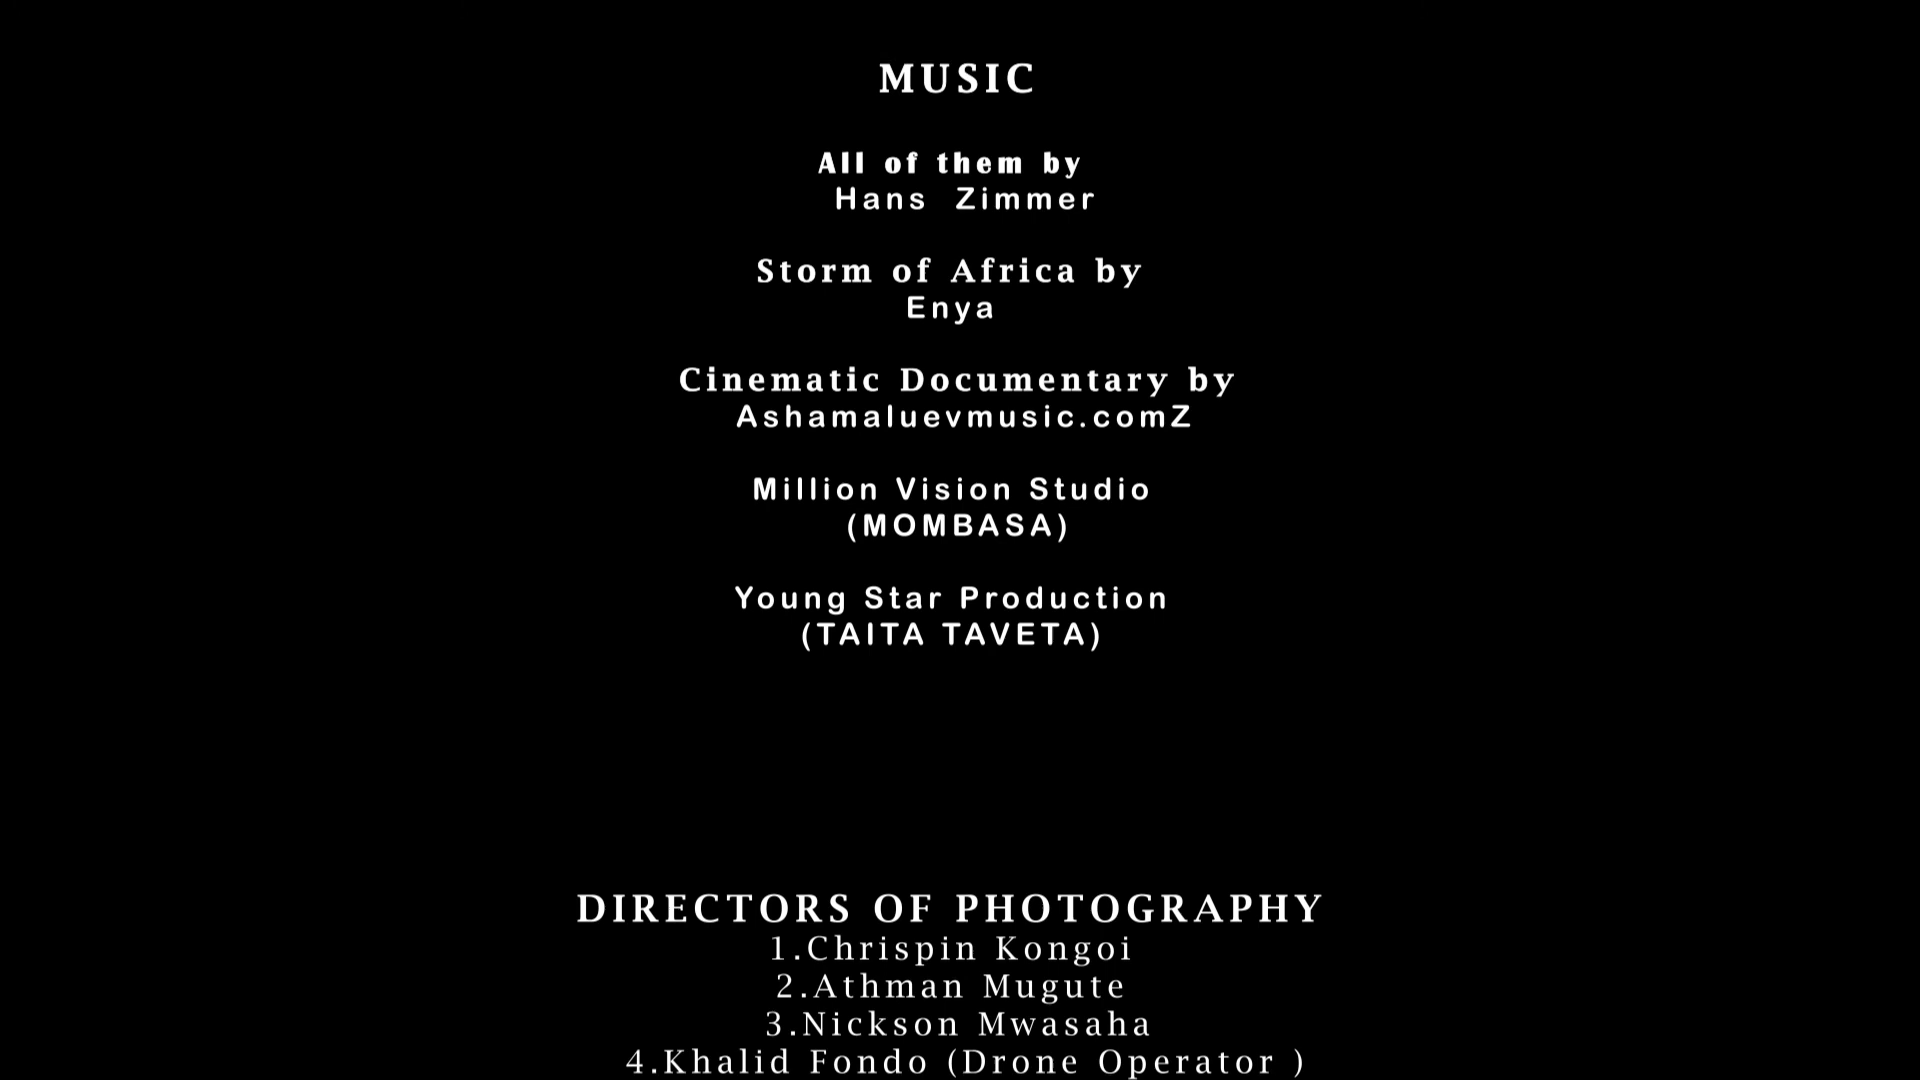 MUSIC
All of them by
Hans Zimmer
Storm of Africa by
Enya
Cinematic Documentary by
Ashamaluevmusic.comZ
Million Vision Studio
(MOMBASA)
Young Star Production
(TAITA TAVETA)
DIRECTORS OF PHOTOGRAPHY
1.Chrispin Kongoi
2.Athman Mugute
3.Nickson Mwasaha
4.Khalid Fondo (Drone Operator )